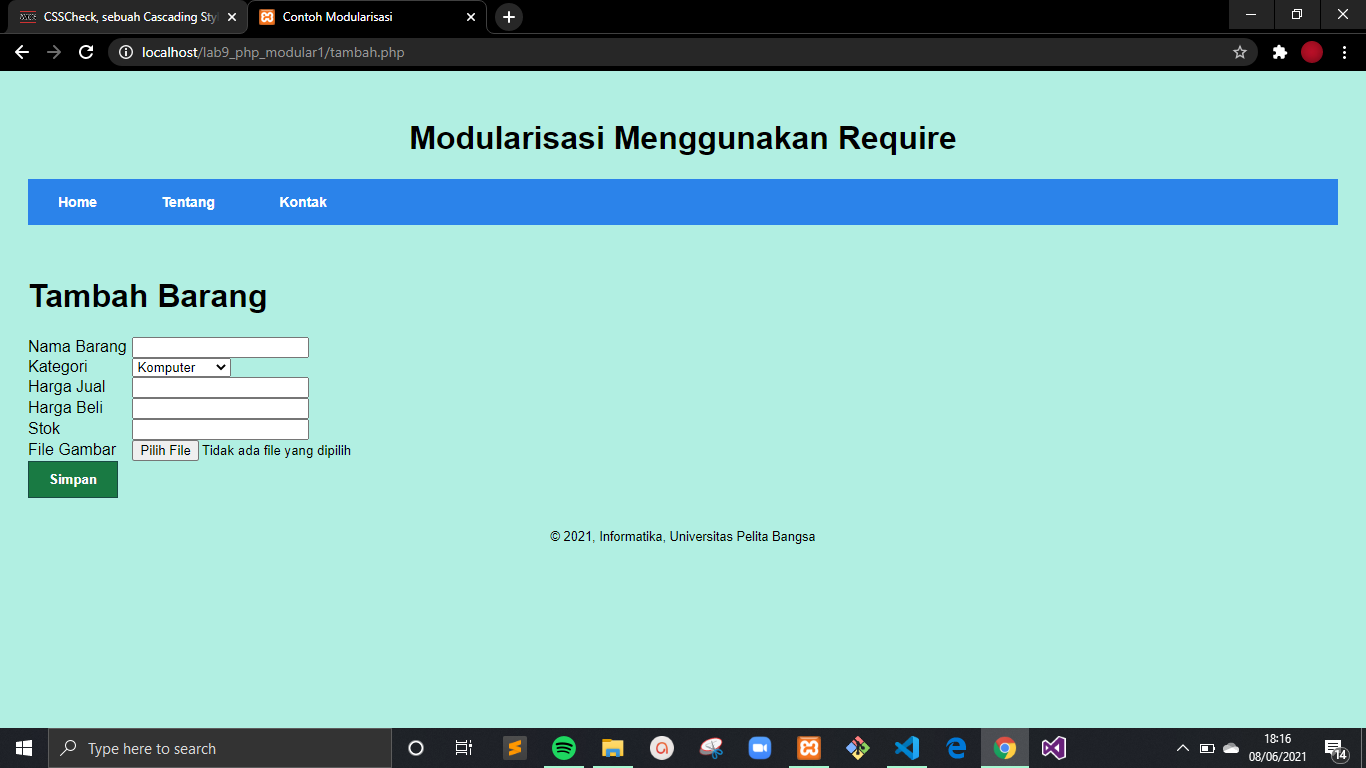 CSSCheck, sebuah Cascading Sty
Contoh Modularisasi
localhost/lab9_php_modular1/tambah.php
Modularisasi Menggunakan Require
Home Tentang Kontak
Tambah Barang
Nama Barang
Kategori Komputer
Harga Jual
Harga Beli
Stok
File Gambar Pilih File Tidak ada file yang dipilih
Simpan
© 2021, Informatika, Universitas Pelita Bangsa
Type here to search
18:16
08/06/2021
14